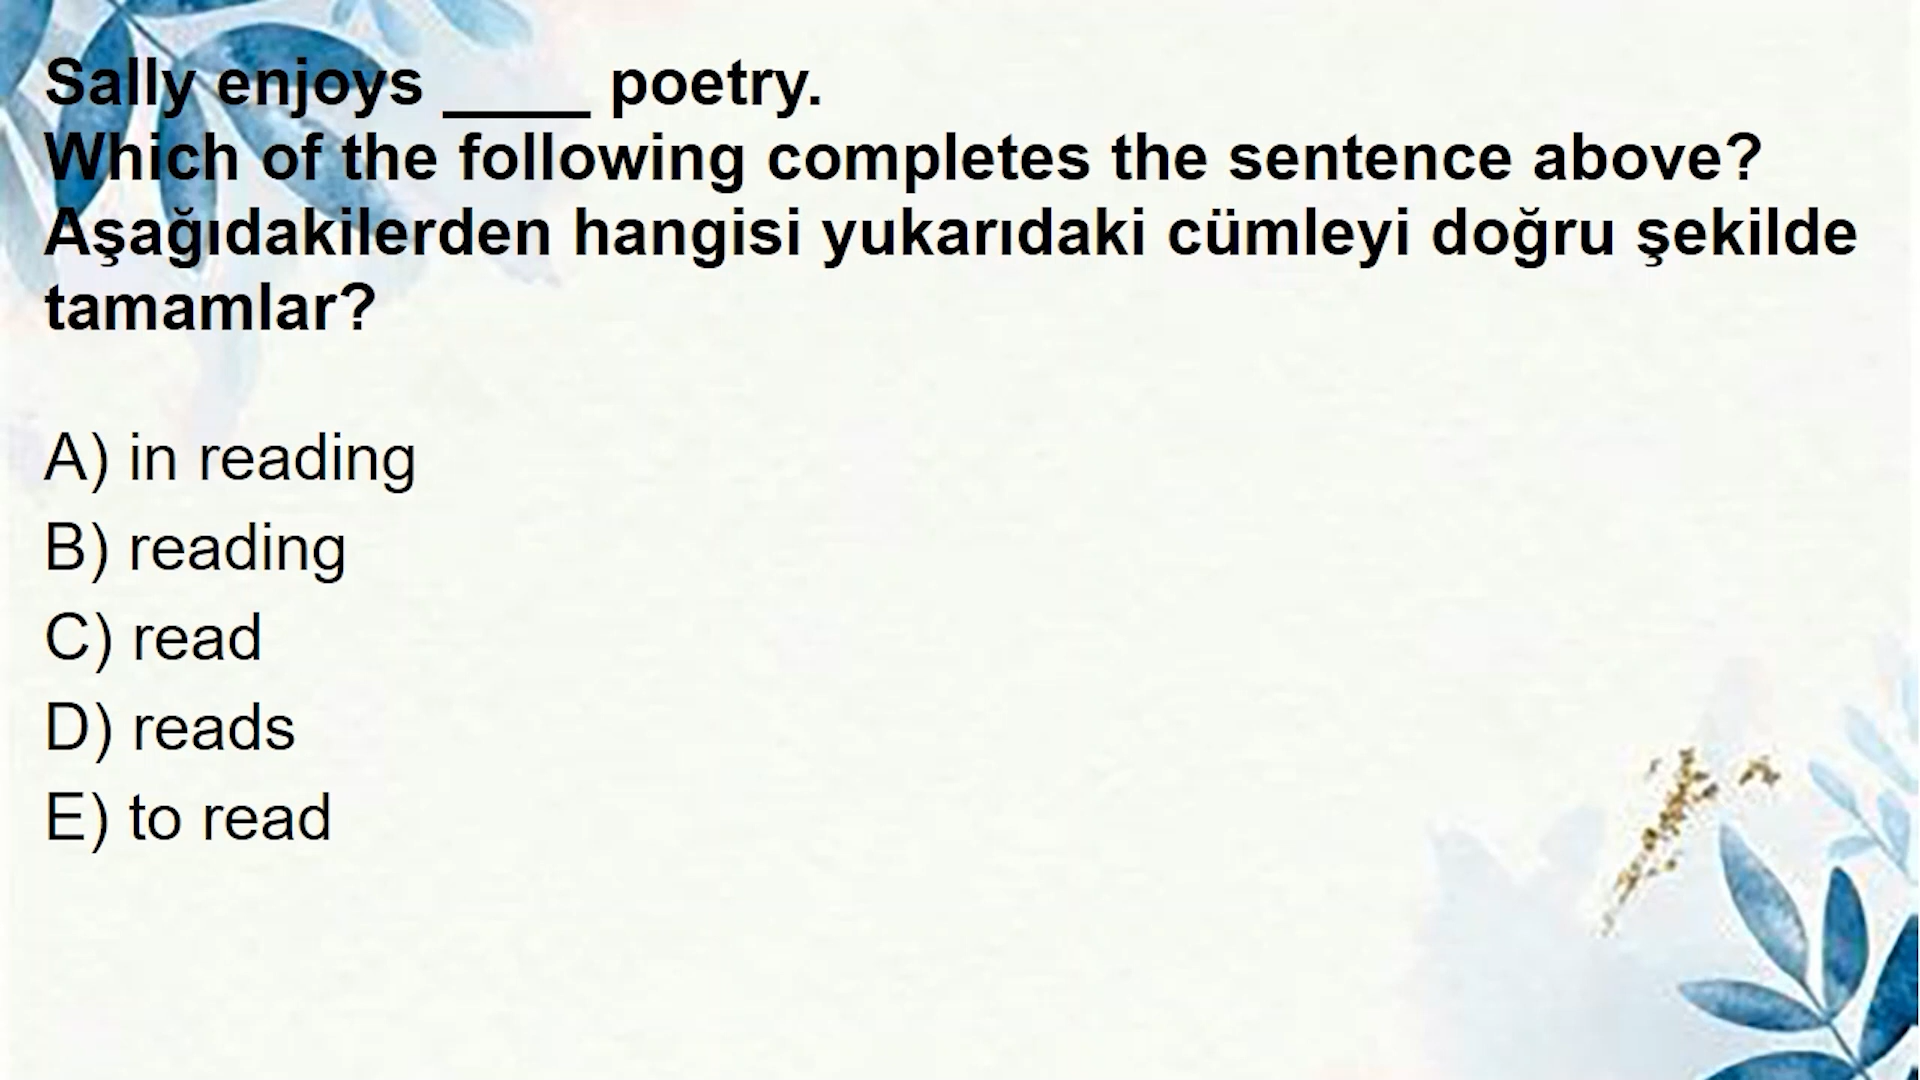 Sally enjoys ____ poetry.
Which of the following completes the sentence above?
Aşağıdakilerden hangisi yukarıdaki cümleyi doğru şekilde
tamamlar?
A) in reading
B) reading
C) read
D) reads
E) to read